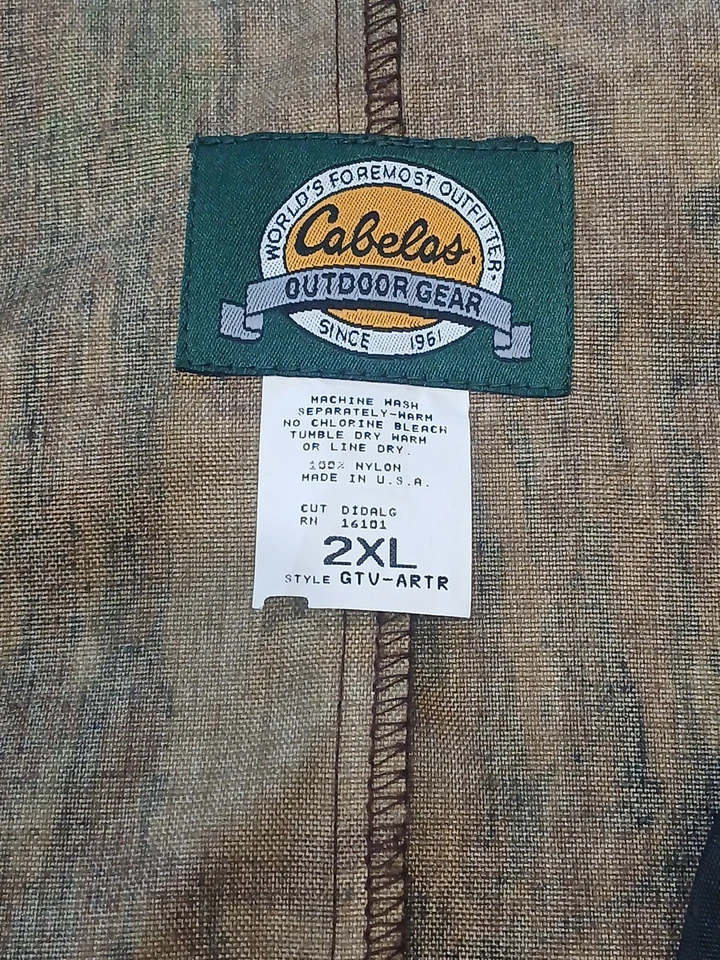 WORLD'S FOREMOST OUTFITTER.
Cabela's.
OUTDOOR GEAR
SINCE 1961
MACHINE WASH
SEPARATELY-WARM
NO CHLORINE BLEACH
TUMBLE DRY WARM
OR LINE DRY.
100% NYLON
MADE IN U.S.A.
CUT DIDALG
RN 16101
2XL
STYLE GTV-ARTR